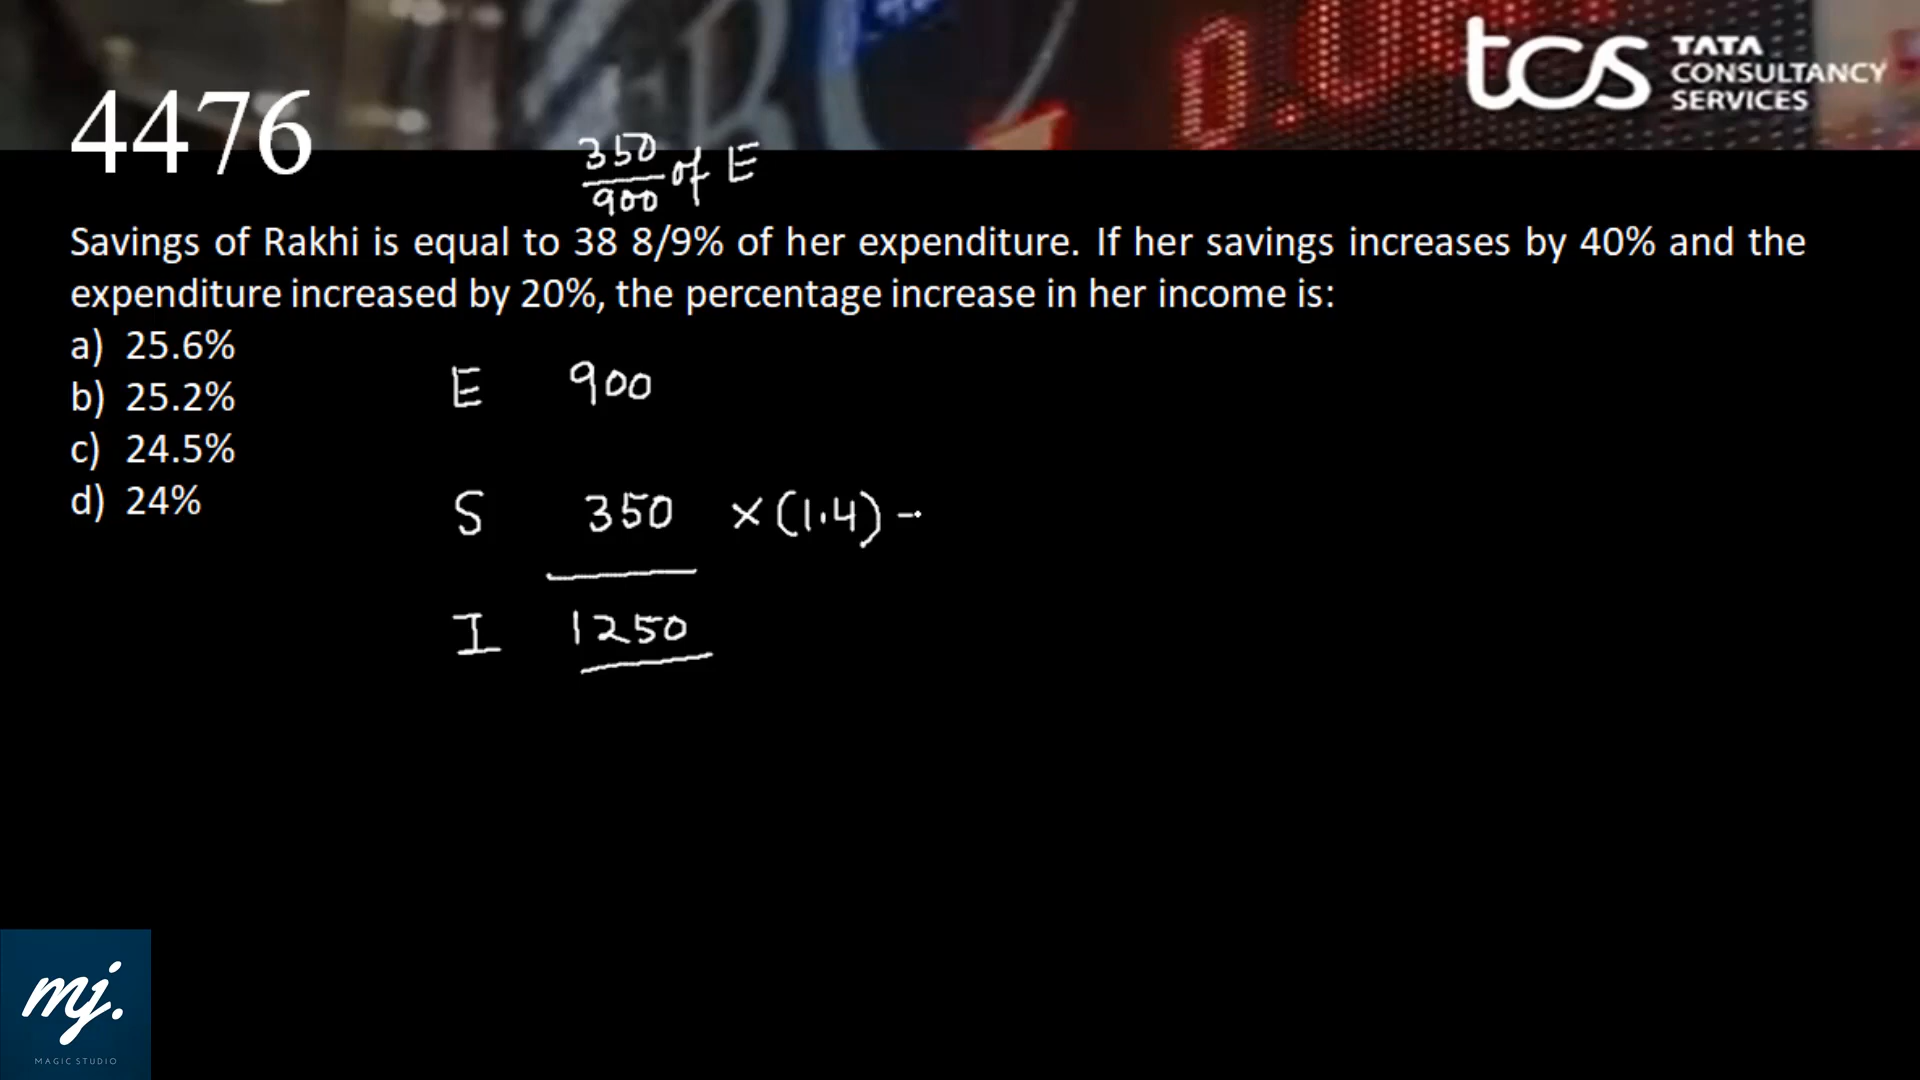 tcs TATA
CONSULTANCY
SERVICES
4476
350
900 of E
Savings of Rakhi is equal to 38 8/9% of her expenditure. If her savings increases by 40% and the
expenditure increased by 20%, the percentage increase in her income is:
a) 25.6%
b) 25.2%
c) 24.5%
d) 24%
E 900
S 350 × (1.4) -
I 1250
mj.
MAGIC STUDIO